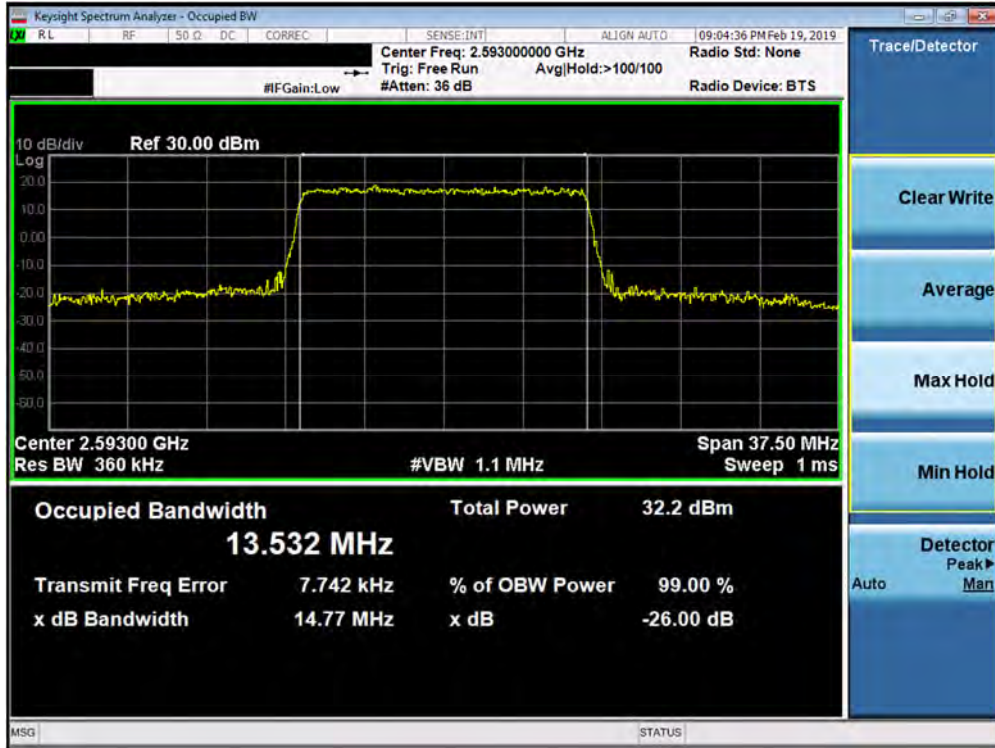 Keysight Spectrum Analyzer - Occupied BW
LXI RL RF 50 Ω DC CORREC SENSE:INT ALIGN AUTO 09:04:36 PM Feb 19, 2019
Center Freq: 2.593000000 GHz Radio Std: None
Trig: Free Run Avg|Hold:>100/100
#IFGain:Low #Atten: 36 dB Radio Device: BTS
10 dB/div Ref 30.00 dBm
Log
20.0
10.0
0.00
-10.0
-20.0
-30.0
-40.0
-50.0
-60.0
Center 2.59300 GHz Span 37.50 MHz
Res BW 360 kHz #VBW 1.1 MHz Sweep 1 ms
Occupied Bandwidth Total Power 32.2 dBm
13.532 MHz
Transmit Freq Error 7.742 kHz % of OBW Power 99.00 %
x dB Bandwidth 14.77 MHz x dB -26.00 dB
MSG STATUS
Trace/Detector
Clear Write
Average
Max Hold
Min Hold
Detector
Peak▶
Auto Man